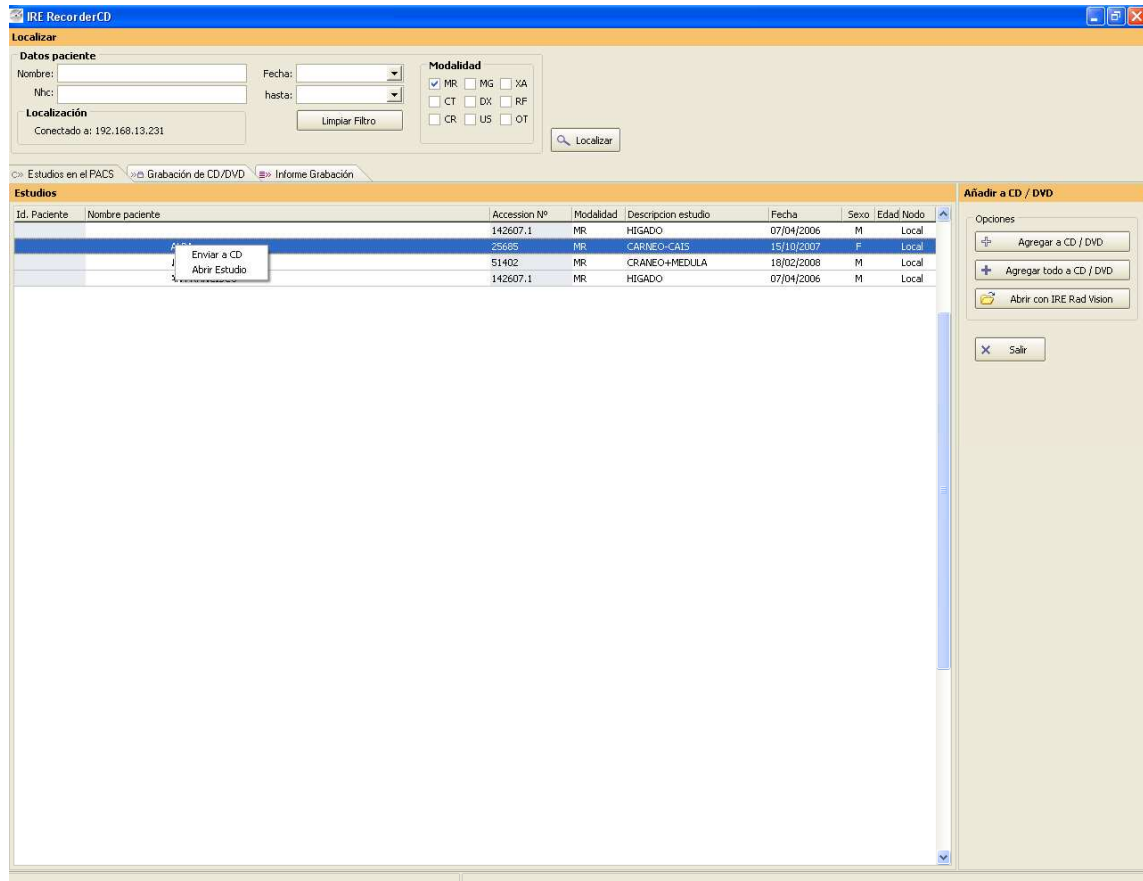 IRE RecorderCD
Localizar
Datos paciente
Nombre:
Fecha:
Nhc:
hasta:
Modalidad
MR MG XA
CT DX RF
CR US OT
Localización
Conectado a: 192.168.13.231
Limpiar Filtro
Localizar
Estudios en el PACS
Grabación de CD/DVD
Informe Grabación
Estudios
Id. Paciente Nombre paciente Accession Nº Modalidad Descripcion estudio Fecha Sexo Edad Nodo
142607.1 MR HIGADO 07/04/2006 M Local
25685 MR CARNEO-CAIS 15/10/2007 F Local
51402 MR CRANEO+MEDULA 18/02/2008 M Local
142607.1 MR HIGADO 07/04/2006 M Local
Enviar a CD
Abrir Estudio
Añadir a CD / DVD
Opciones
Agregar a CD / DVD
Agregar todo a CD / DVD
Abrir con IRE Rad Vision
Salir